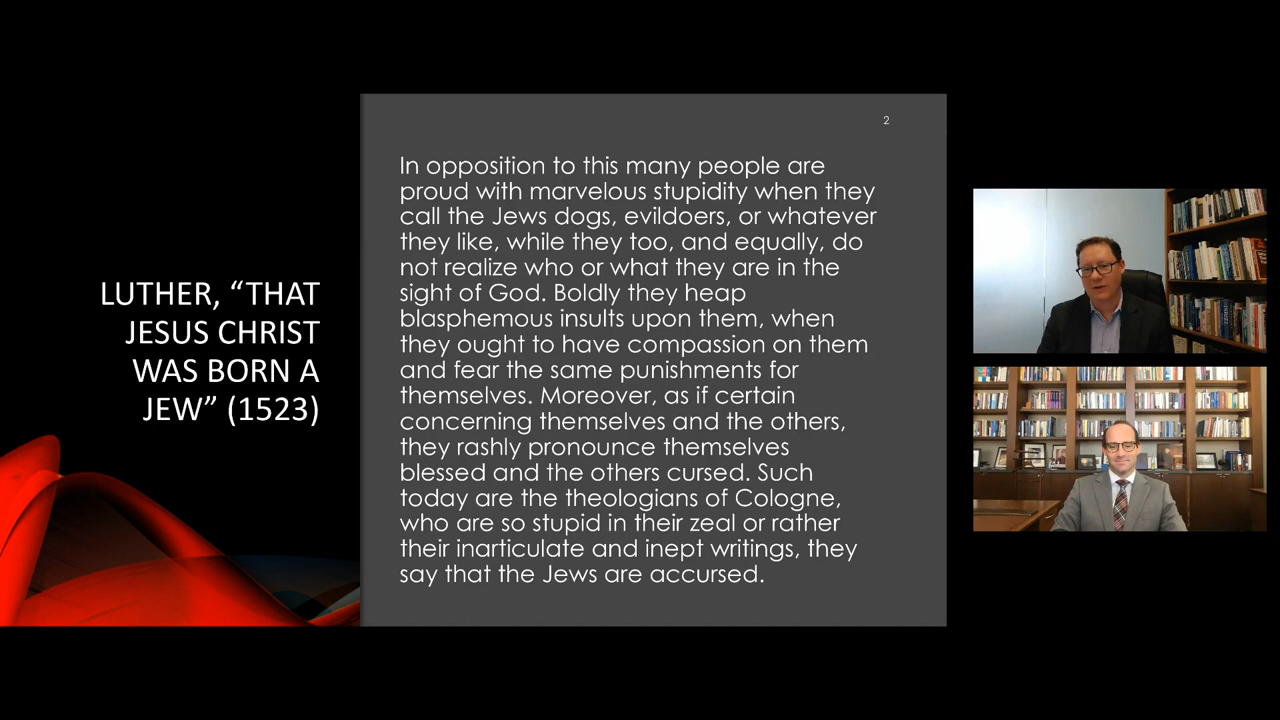 LUTHER, “THAT
JESUS CHRIST
WAS BORN A
JEW” (1523)
2
In opposition to this many people are
proud with marvelous stupidity when they
call the Jews dogs, evildoers, or whatever
they like, while they too, and equally, do
not realize who or what they are in the
sight of God. Boldly they heap
blasphemous insults upon them, when
they ought to have compassion on them
and fear the same punishments for
themselves. Moreover, as if certain
concerning themselves and the others,
they rashly pronounce themselves
blessed and the others cursed. Such
today are the theologians of Cologne,
who are so stupid in their zeal or rather
their inarticulate and inept writings, they
say that the Jews are accursed.